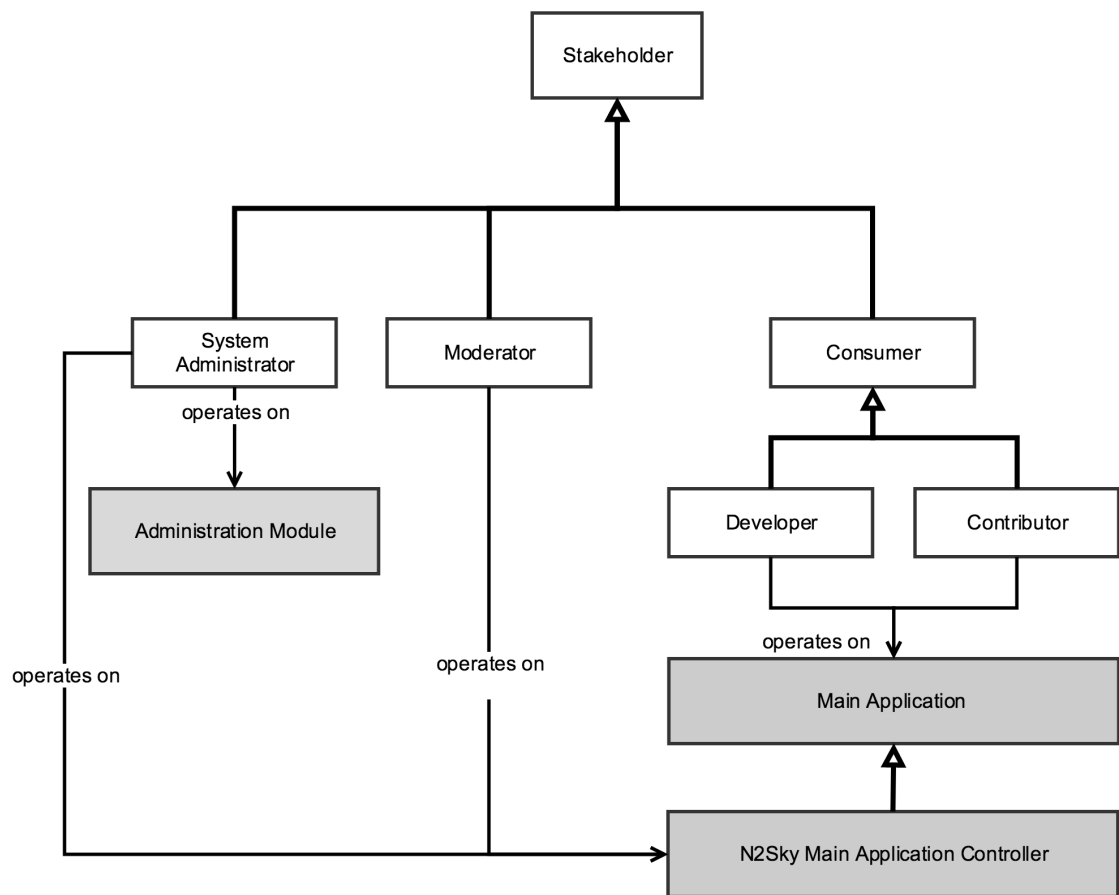 Stakeholder
System
Administrator
Moderator
Consumer
operates on
Administration Module
Developer
Contributor
operates on
operates on
operates on
Main Application
N2Sky Main Application Controller